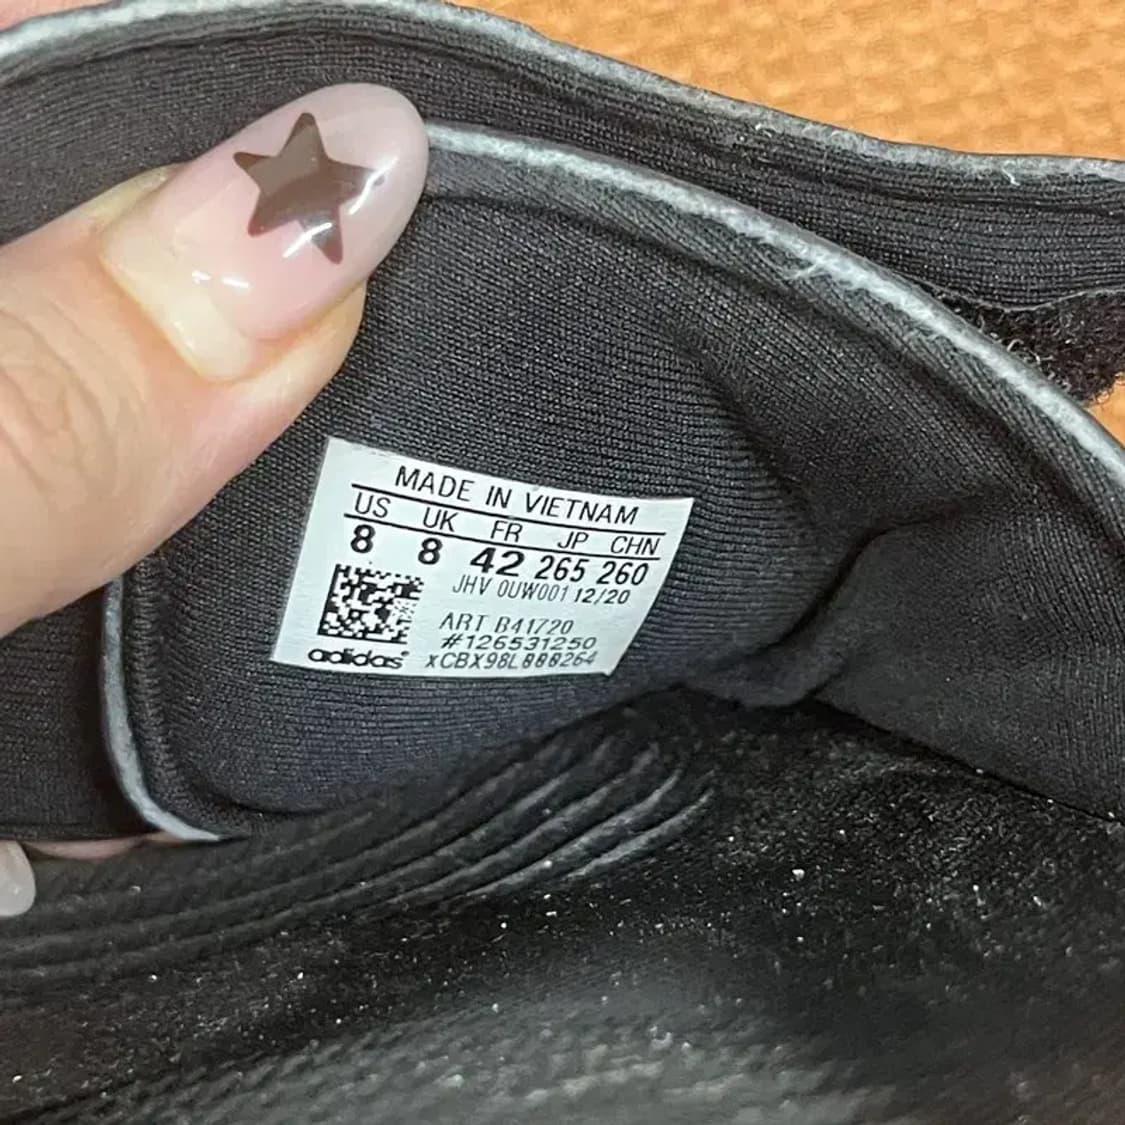 MADE IN VIETNAM
US UK FR JP CHN
8 8 42 265 260
JHV 0UW001 12/20
ART B41720
#126531250
adidas